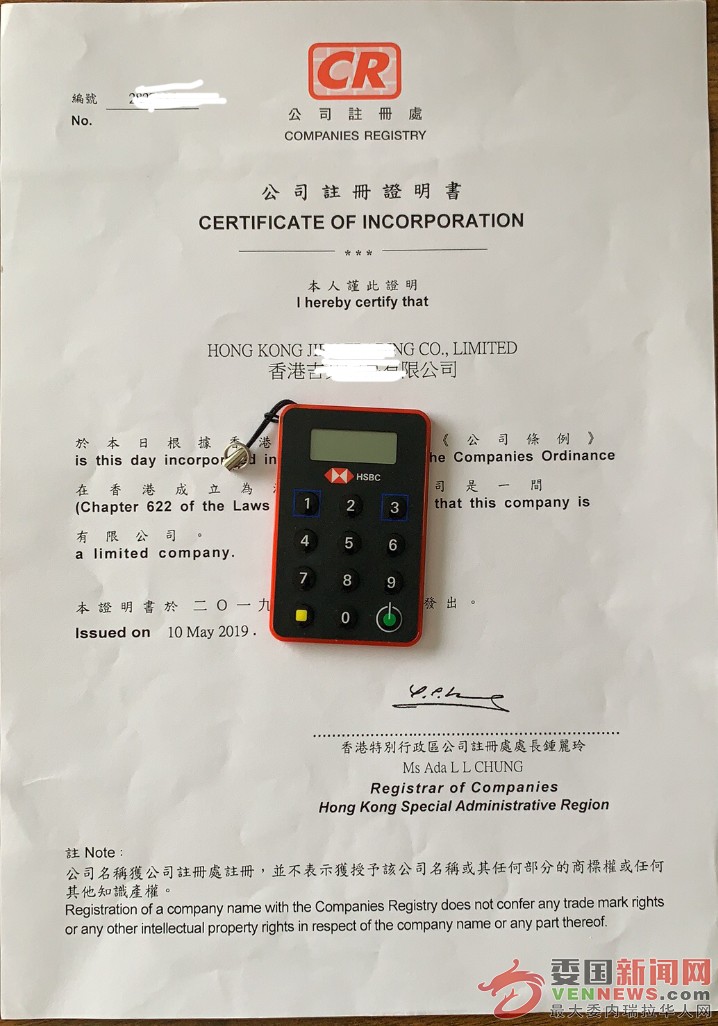 CR
編號
No.
公司註冊處
COMPANIES REGISTRY
公司註冊證明書
CERTIFICATE OF INCORPORATION
***
本人謹此證明
I hereby certify that
HONG KONG CO., LIMITED
香港 限公司
於本日根據香港 《公司條例》
is this day incorporated in he Companies Ordinance
在香港成立為 司是一間
(Chapter 622 of the Laws that this company is
有限公司。
a limited company.
本證明書於二〇一九 發出。
Issued on 10 May 2019.
HSBC
1 2 3
4 5 6
7 8 9
0
香港特別行政區公司註冊處處長鍾麗玲
Ms Ada L L CHUNG
Registrar of Companies
Hong Kong Special Administrative Region
註 Note:
公司名稱獲公司註冊處註冊，並不表示獲授予該公司名稱或其任何部分的商標權或任何
其他知識產權。
Registration of a company name with the Companies Registry does not confer any trade mark rights
or any other intellectual property rights in respect of the company name or any part thereof.
委国新闻网
VENNEWS.com
最大委内瑞拉华人网